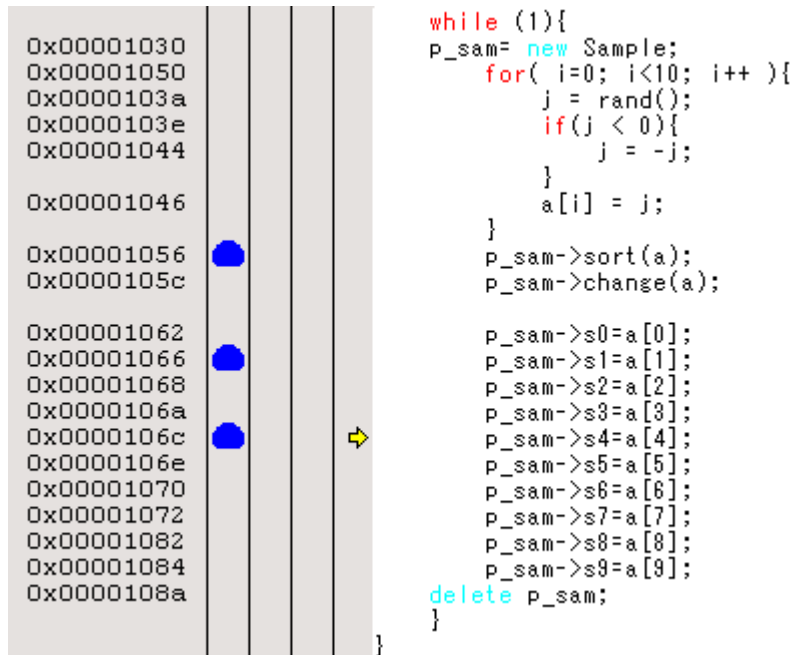 while (1){
0x00001030 p_sam= new Sample;
0x00001050 for( i=0; i<10; i++ ){
0x0000103a j = rand();
0x0000103e if(j < 0){
0x00001044 j = -j;
}
0x00001046 a[i] = j;
}
0x00001056 p_sam->sort(a);
0x0000105c p_sam->change(a);
0x00001062 p_sam->s0=a[0];
0x00001066 p_sam->s1=a[1];
0x00001068 p_sam->s2=a[2];
0x0000106a p_sam->s3=a[3];
0x0000106c p_sam->s4=a[4];
0x0000106e p_sam->s5=a[5];
0x00001070 p_sam->s6=a[6];
0x00001072 p_sam->s7=a[7];
0x00001082 p_sam->s8=a[8];
0x00001084 p_sam->s9=a[9];
0x0000108a delete p_sam;
}
}